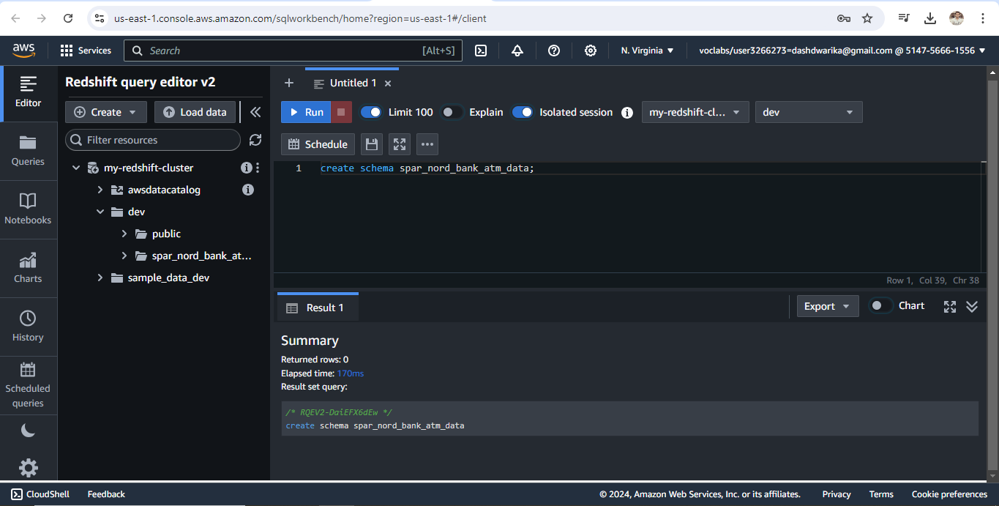 us-east-1.console.aws.amazon.com/sqlworkbench/home?region=us-east-1#/client
aws
Services
Search
[Alt+S]
N. Virginia
voclabs/user3266273=dashdwarika@gmail.com @ 5147-5666-1556
Editor
Queries
Notebooks
Charts
History
Scheduled
queries
Redshift query editor v2
Create
Load data
Filter resources
my-redshift-cluster
awsdatacatalog
dev
public
spar_nord_bank_at...
sample_data_dev
Untitled 1
Run
Limit 100
Explain
Isolated session
my-redshift-cl...
dev
Schedule
1 create schema spar_nord_bank_atm_data;
Row 1, Col 39, Chr 38
Result 1
Export
Chart
Summary
Returned rows: 0
Elapsed time: 170ms
Result set query:
/* RQEV2-DaiEFX6dEw */
create schema spar_nord_bank_atm_data
CloudShell
Feedback
© 2024, Amazon Web Services, Inc. or its affiliates.
Privacy
Terms
Cookie preferences